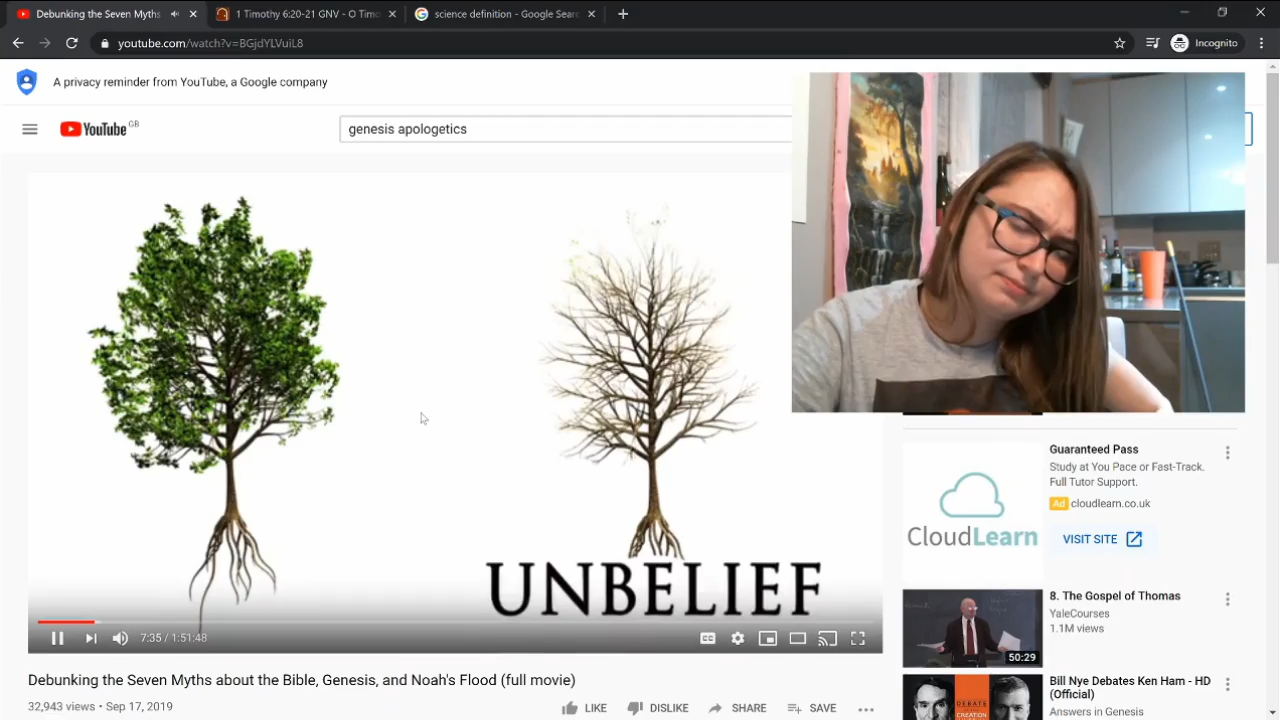 Debunking the Seven Myths
1 Timothy 6:20-21 GNV - O Timo
science definition - Google Sear
youtube.com/watch?v=BGjdYLVuiL8
Incognito
A privacy reminder from YouTube, a Google company
YouTube GB
genesis apologetics
UNBELIEF
7:35 / 1:51:48
CC
Debunking the Seven Myths about the Bible, Genesis, and Noah's Flood (full movie)
32,943 views • Sep 17, 2019
LIKE
DISLIKE
SHARE
SAVE
Guaranteed Pass
Study at You Pace or Fast-Track.
Full Tutor Support.
Ad cloudlearn.co.uk
CloudLearn
VISIT SITE
8. The Gospel of Thomas
YaleCourses
1.1M views
50:29
Bill Nye Debates Ken Ham - HD
(Official)
Answers in Genesis
DEBATE